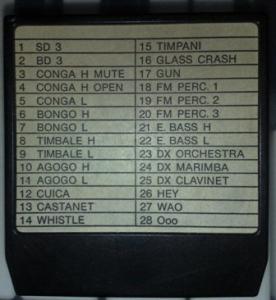 1 SD 3
2 BD 3
3 CONGA H MUTE
4 CONGA H OPEN
5 CONGA L
6 BONGO H
7 BONGO L
8 TIMBALE H
9 TIMBALE L
10 AGOGO H
11 AGOGO L
12 CUICA
13 CASTANET
14 WHISTLE
15 TIMPANI
16 GLASS CRASH
17 GUN
18 FM PERC. 1
19 FM PERC. 2
20 FM PERC. 3
21 E. BASS H
22 E. BASS L
23 DX ORCHESTRA
24 DX MARIMBA
25 DX CLAVINET
26 HEY
27 WAO
28 Ooo